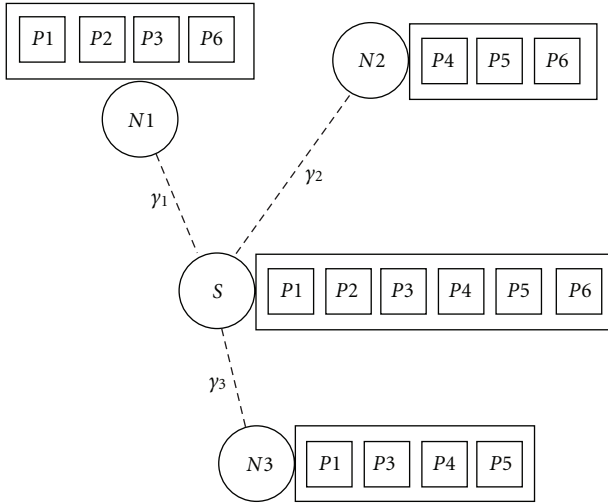 P1 P2 P3 P6
N1
N2
P4 P5 P6
γ1
γ2
S
P1 P2 P3 P4 P5 P6
γ3
N3
P1 P3 P4 P5